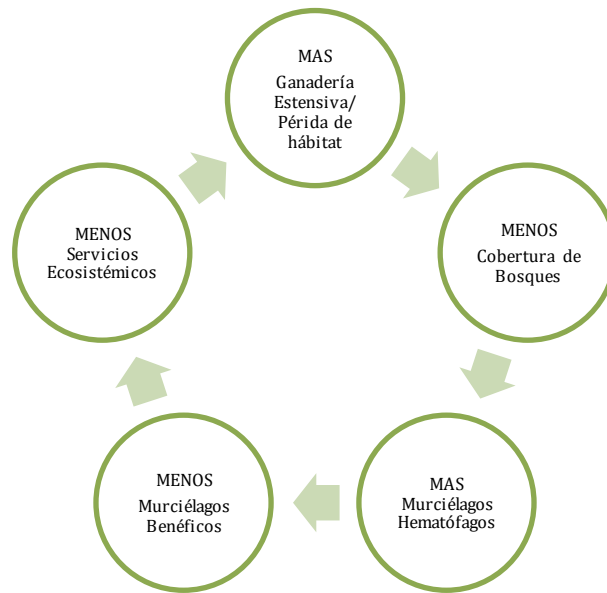 MAS
Ganadería
Estensiva/
Périda de
hábitat
MENOS
Cobertura de
Bosques
MAS
Murciélagos
Hematófagos
MENOS
Murciélagos
Benéficos
MENOS
Servicios
Ecosistémicos